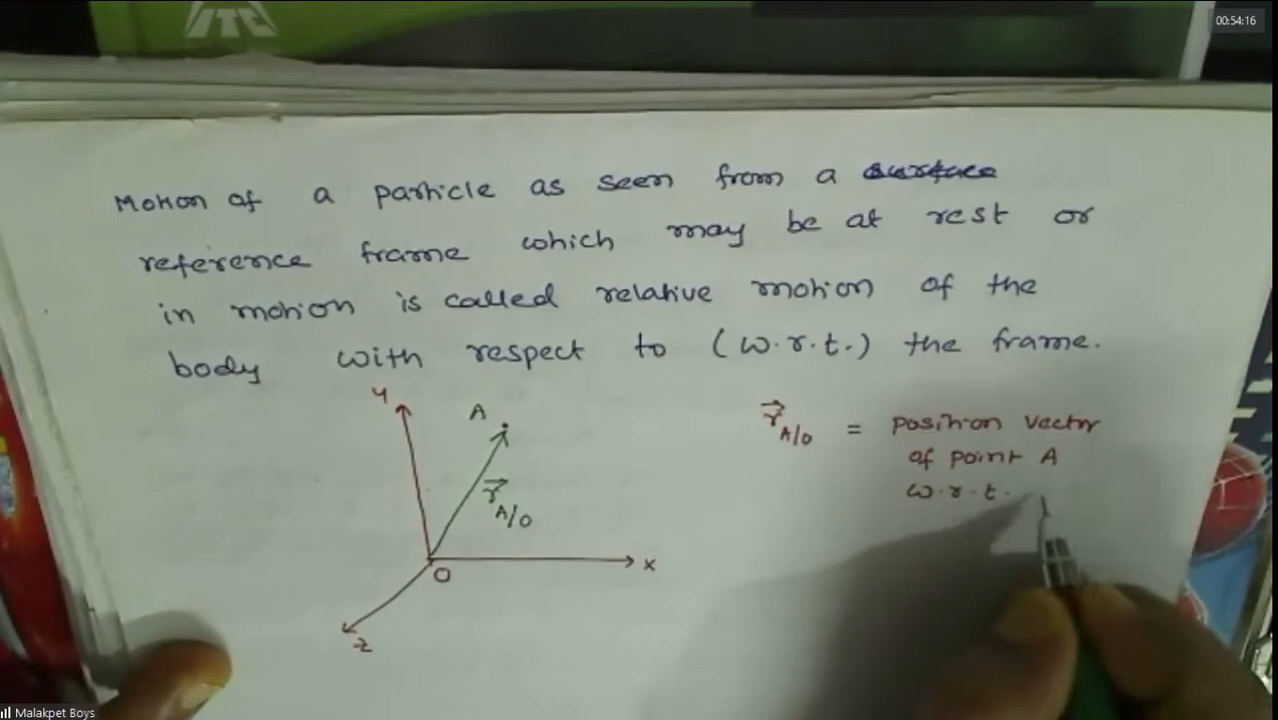 ITC
00:54:16
Motion of a particle as seen from a surface
reference frame which may be at rest or
in motion is called relative motion of the
body with respect to (w.r.t.) the frame.
Y
A
r⃗ A/O = position vector
of point A
w.r.t.
r⃗ A/O
O
x
z
Malakpet Boys